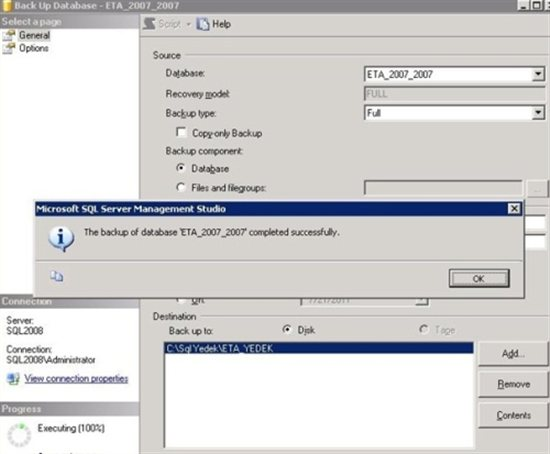 Back Up Database - ETA_2007_2007
Select a page
General
Options
Script
Help
Source
Database:
ETA_2007_2007
Recovery model:
FULL
Backup type:
Full
Copy-only Backup
Backup component:
Database
Files and filegroups:
...
Microsoft SQL Server Management Studio
The backup of database 'ETA_2007_2007' completed successfully.
OK
Connection
Server:
SQL2008
Connection:
SQL2008\Administrator
View connection properties
Progress
Executing (100%)
On:
7/21/2011
Destination
Back up to:
Disk
Tape
C:\SqlYedek\ETA_YEDEK
Add...
Remove
Contents